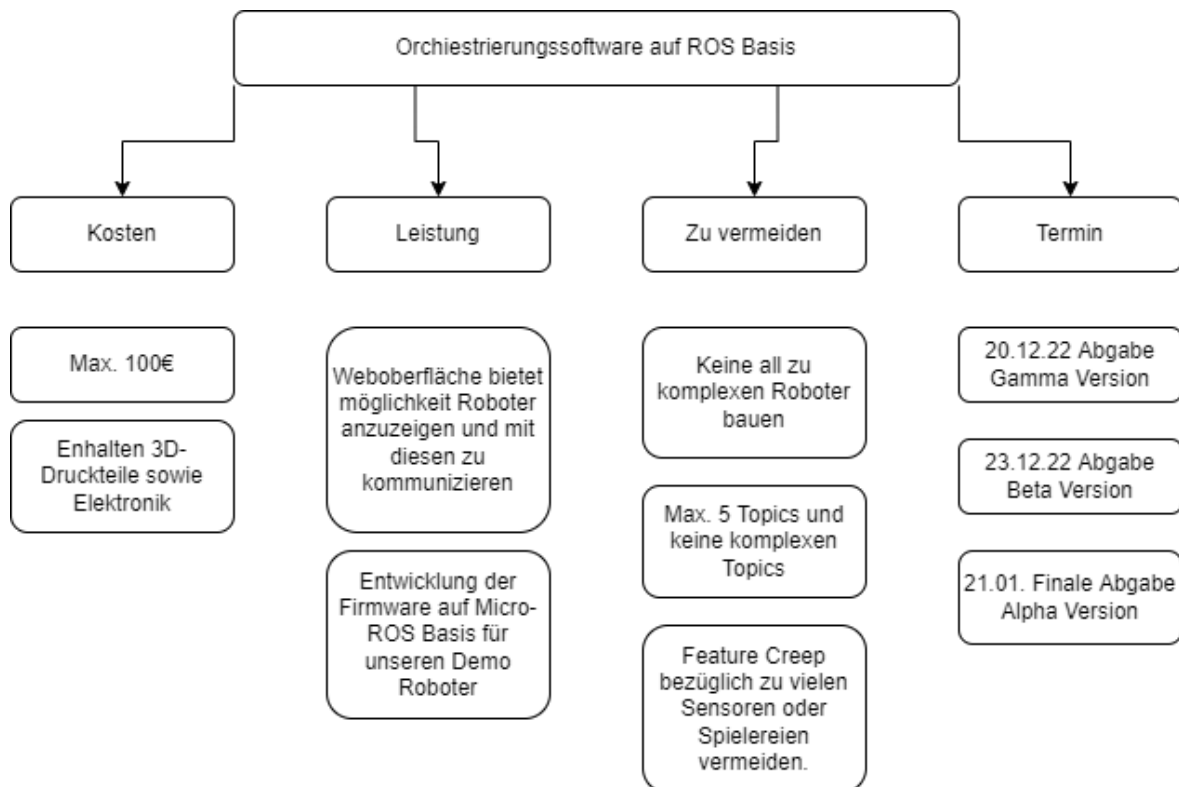 Orchiestrierungssoftware auf ROS Basis
Kosten
Leistung
Zu vermeiden
Termin
Max. 100€
Enhalten 3D-
Druckteile sowie
Elektronik
Weboberfläche bietet
möglichkeit Roboter
anzuzeigen und mit
diesen zu
kommunizieren
Entwicklung der
Firmware auf Micro-
ROS Basis für
unseren Demo
Roboter
Keine all zu
komplexen Roboter
bauen
Max. 5 Topics und
keine komplexen
Topics
Feature Creep
bezüglich zu vielen
Sensoren oder
Spielereien
vermeiden.
20.12.22 Abgabe
Gamma Version
23.12.22 Abgabe
Beta Version
21.01. Finale Abgabe
Alpha Version